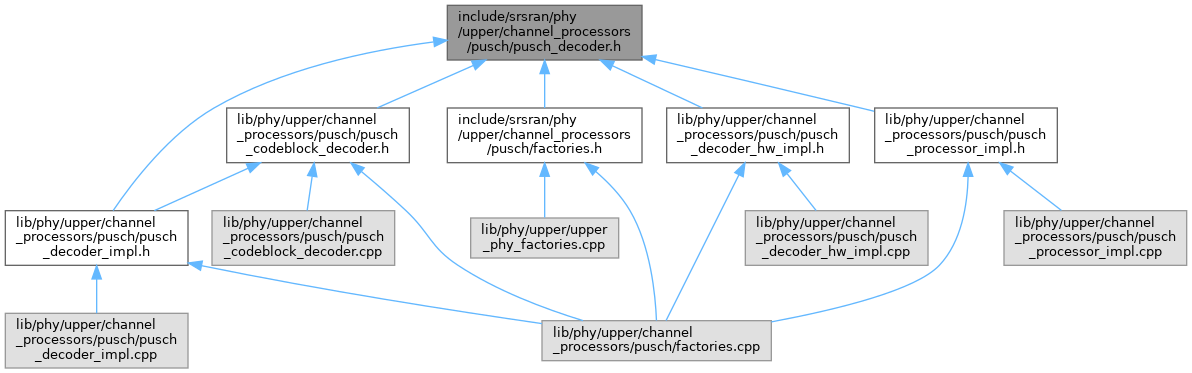 include/srsran/phy
/upper/channel_processors
/pusch/pusch_decoder.h
lib/phy/upper/channel
_processors/pusch/pusch
_codeblock_decoder.h
include/srsran/phy
/upper/channel_processors
/pusch/factories.h
lib/phy/upper/channel
_processors/pusch/pusch
_decoder_hw_impl.h
lib/phy/upper/channel
_processors/pusch/pusch
_processor_impl.h
lib/phy/upper/channel
_processors/pusch/pusch
_decoder_impl.h
lib/phy/upper/channel
_processors/pusch/pusch
_codeblock_decoder.cpp
lib/phy/upper/upper
_phy_factories.cpp
lib/phy/upper/channel
_processors/pusch/pusch
_decoder_hw_impl.cpp
lib/phy/upper/channel
_processors/pusch/pusch
_processor_impl.cpp
lib/phy/upper/channel
_processors/pusch/pusch
_decoder_impl.cpp
lib/phy/upper/channel
_processors/pusch/factories.cpp